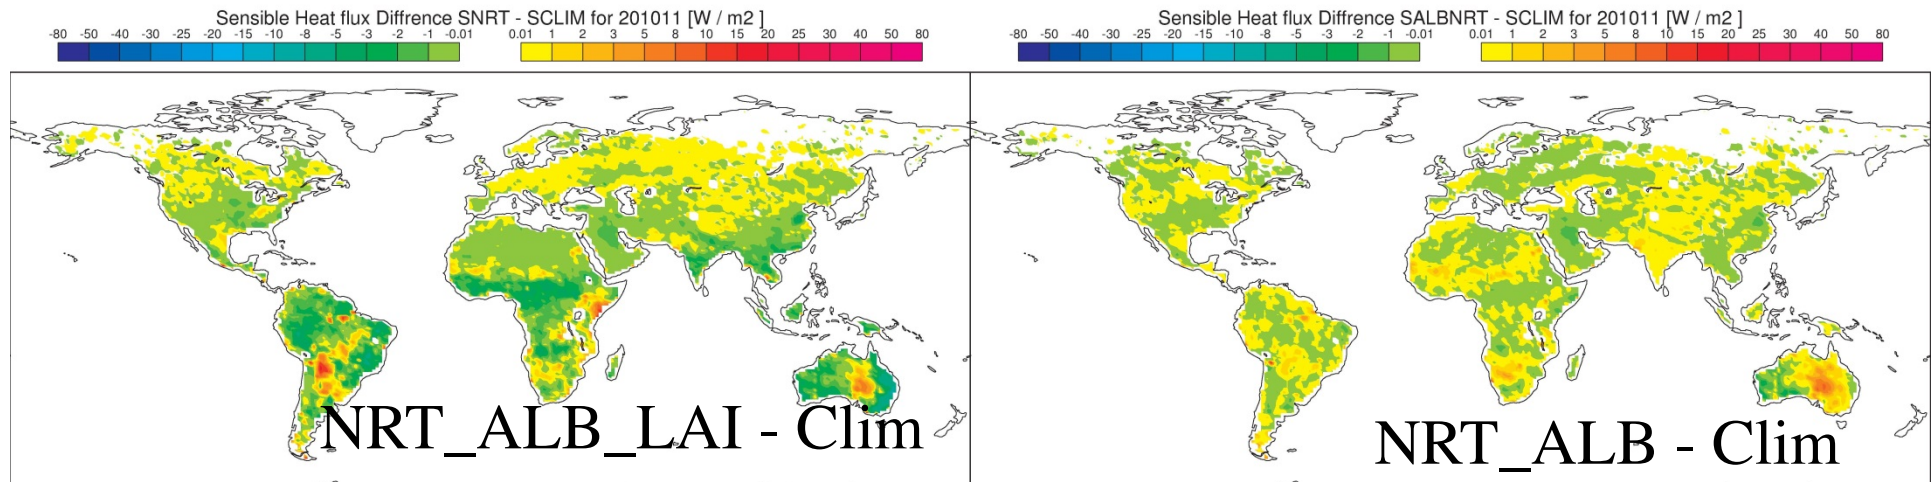 Sensible Heat flux Diffrence SNRT - SCLIM for 201011 [W / m2 ]
-80 -50 -40 -30 -25 -20 -15 -10 -8 -5 -3 -2 -1 -0.01 0.01 1 2 3 5 8 10 15 20 25 30 40 50 80
NRT_ALB_LAI - Clim
Sensible Heat flux Diffrence SALBNRT - SCLIM for 201011 [W / m2 ]
-80 -50 -40 -30 -25 -20 -15 -10 -8 -5 -3 -2 -1 -0.01 0.01 1 2 3 5 8 10 15 20 25 30 40 50 80
NRT_ALB - Clim